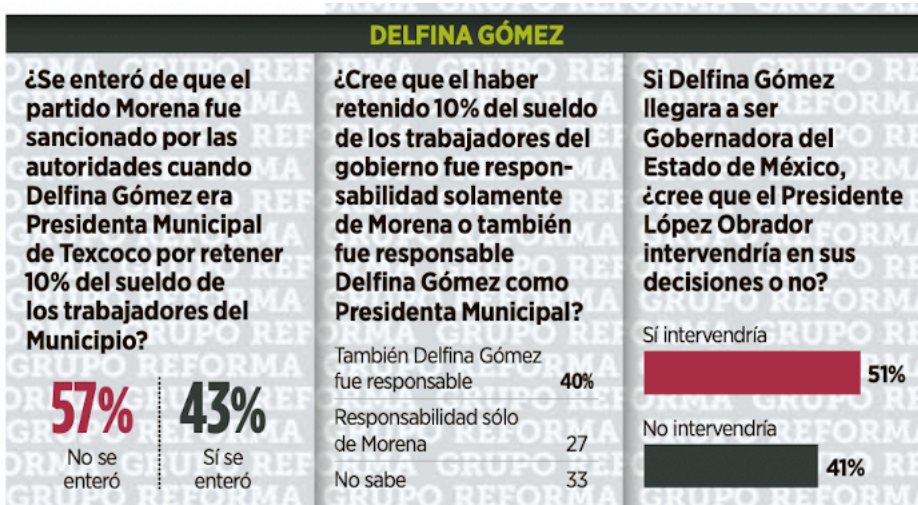 DELFINA GÓMEZ
¿Se enteró de que el
partido Morena fue
sancionado por las
autoridades cuando
Delfina Gómez era
Presidenta Municipal
de Texcoco por retener
10% del sueldo de
los trabajadores del
Municipio?
57%
No se
enteró
43%
Sí se
enteró
¿Cree que el haber
retenido 10% del sueldo
de los trabajadores del
gobierno fue respon-
sabilidad solamente
de Morena o también
fue responsable
Delfina Gómez como
Presidenta Municipal?
También Delfina Gómez
fue responsable 40%
Responsabilidad sólo
de Morena 27
No sabe 33
Si Delfina Gómez
llegara a ser
Gobernadora del
Estado de México,
¿cree que el Presidente
López Obrador
intervendría en sus
decisiones o no?
Sí intervendría
51%
No intervendría
41%
GRUPO REFORMA